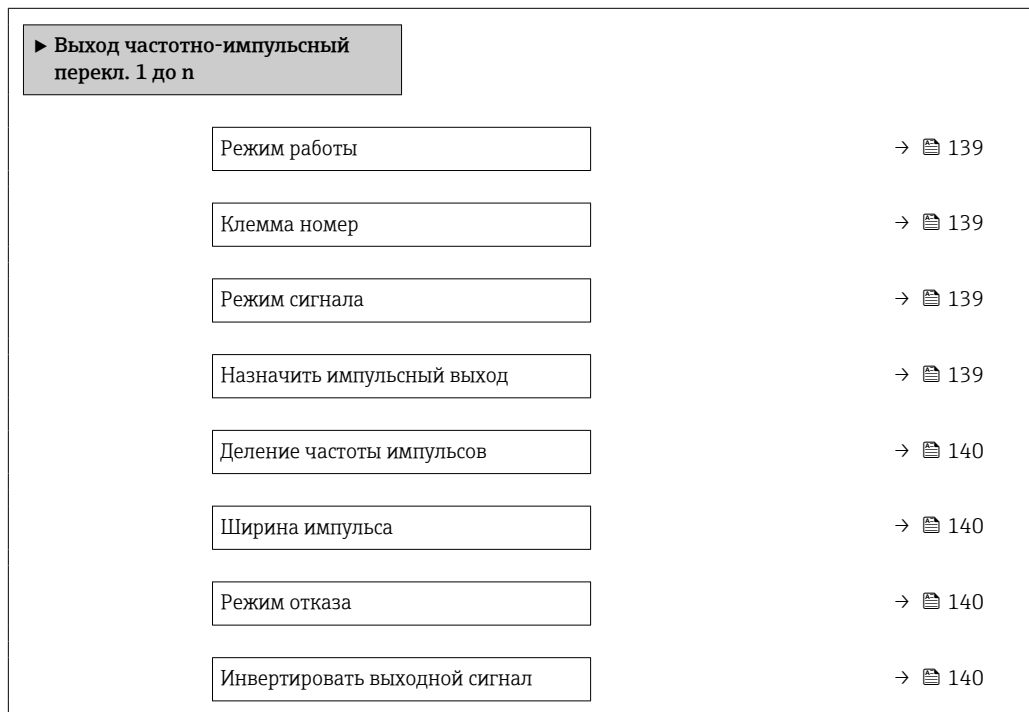 ▶ Выход частотно-импульсный
перекл. 1 до n
Режим работы → 139
Клемма номер → 139
Режим сигнала → 139
Назначить импульсный выход → 139
Деление частоты импульсов → 140
Ширина импульса → 140
Режим отказа → 140
Инвертировать выходной сигнал → 140